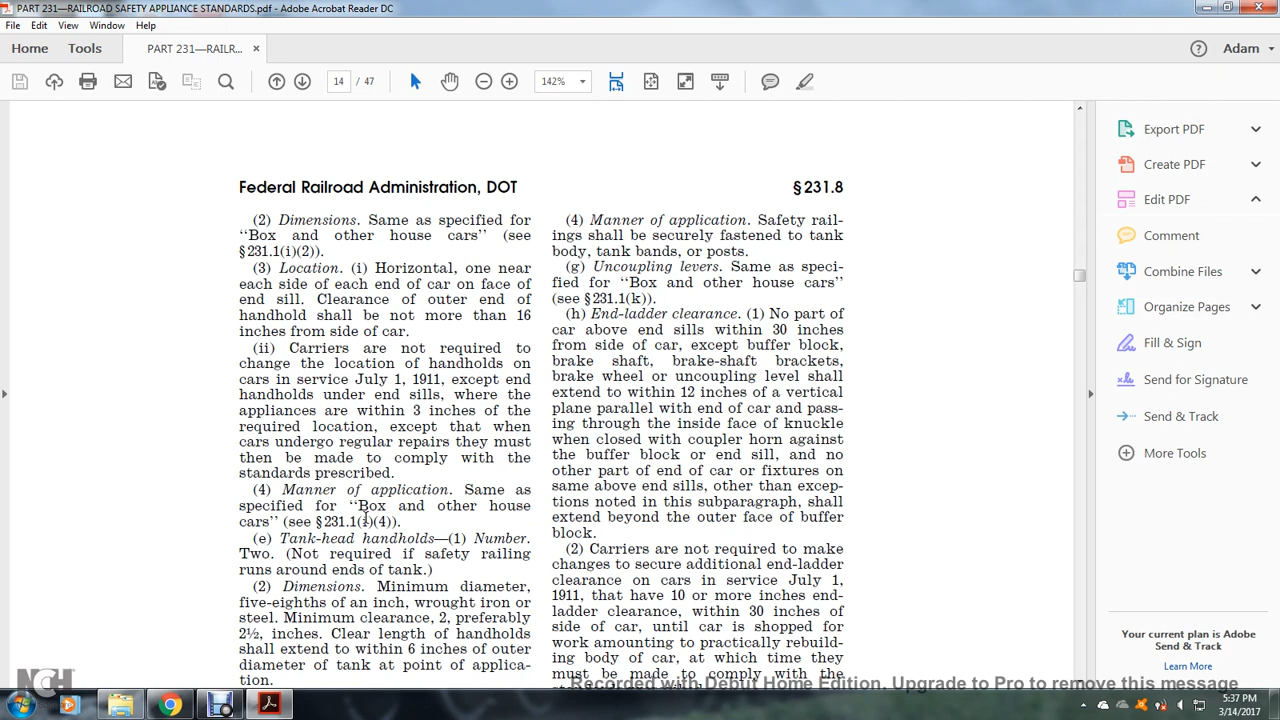 PART 231—RAILROAD SAFETY APPLIANCE STANDARDS.pdf - Adobe Acrobat Reader DC
File Edit View Window Help
Home Tools PART 231—RAILR... × Adam
14 / 47 142%
Federal Railroad Administration, DOT § 231.8
(2) Dimensions. Same as specified for
‘‘Box and other house cars’’ (see
§ 231.1(i)(2)).
(3) Location. (i) Horizontal, one near
each side of each end of car on face of
end sill. Clearance of outer end of
handhold shall be not more than 16
inches from side of car.
(ii) Carriers are not required to
change the location of handholds on
cars in service July 1, 1911, except end
handholds under end sills, where the
appliances are within 3 inches of the
required location, except that when
cars undergo regular repairs they must
then be made to comply with the
standards prescribed.
(4) Manner of application. Same as
specified for ‘‘Box and other house
cars’’ (see § 231.1(i)(4)).
(e) Tank-head handholds—(1) Number.
Two. (Not required if safety railing
runs around ends of tank.)
(2) Dimensions. Minimum diameter,
five-eighths of an inch, wrought iron or
steel. Minimum clearance, 2, preferably
2½, inches. Clear length of handholds
shall extend to within 6 inches of outer
diameter of tank at point of applica-
tion.
(4) Manner of application. Safety rail-
ings shall be securely fastened to tank
body, tank bands, or posts.
(g) Uncoupling levers. Same as speci-
fied for ‘‘Box and other house cars’’
(see § 231.1(k)).
(h) End-ladder clearance. (1) No part of
car above end sills within 30 inches
from side of car, except buffer block,
brake shaft, brake-shaft brackets,
brake wheel or uncoupling level shall
extend to within 12 inches of a vertical
plane parallel with end of car and pass-
ing through the inside face of knuckle
when closed with coupler horn against
the buffer block or end sill, and no
other part of end of car or fixtures on
same above end sills, other than excep-
tions noted in this subparagraph, shall
extend beyond the outer face of buffer
block.
(2) Carriers are not required to make
changes to secure additional end-ladder
clearance on cars in service July 1,
1911, that have 10 or more inches end-
ladder clearance, within 30 inches of
side of car, until car is shopped for
work amounting to practically rebuild-
ing body of car, at which time they
must be made to comply with the
Export PDF
Create PDF
Edit PDF
Comment
Combine Files
Organize Pages
Fill & Sign
Send for Signature
Send & Track
More Tools
Your current plan is Adobe
Send & Track
Learn More
NCH
Recorded with Debut Home Edition. Upgrade to Pro to remove this message
5:37 PM
3/14/2017